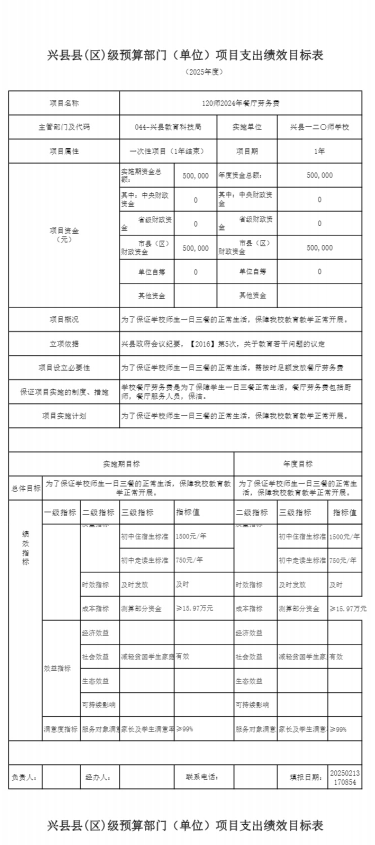 兴县县(区)级预算部门（单位）项目支出绩效目标表
（2025年度）
项目名称 120师2024年餐厅劳务费
主管部门及代码 044-兴县教育科技局 实施单位 兴县一二〇师学校
项目属性 一次性项目（1年结束） 项目期 1年
项目资金
（元）
实施期资金总额： 500,000 年度资金总额： 500,000
其中：中央财政资金 0 其中：中央财政资金 0
省级财政资金 0 省级财政资金 0
市县（区）财政资金 500,000 市县（区）财政资金 500,000
单位自筹 0 单位自筹 0
其他资金 其他资金
项目概况 为了保证学校师生一日三餐的正常生活，保障我校教育教学正常开展。
立项依据 兴县政府会议纪要，【2016】第5次，关于教育若干问题的议定
项目设立必要性 为了保证学校师生一日三餐的正常生活，需按时足额发放餐厅劳务费
保证项目实施的制度、措施 学校餐厅劳务费是为了保障学生一日三餐正常生活，餐厅劳务费包括厨师，餐厅服务人员，保洁。
项目实施计划 为了保证学校师生一日三餐的正常生活，保障我校教育教学正常开展。
实施期目标 年度目标
总体目标 为了保证学校师生一日三餐的正常生活，保障我校教育教学正常开展。 为了保证学校师生一日三餐的正常生活，保障我校教育教学正常开展。
绩效指标
一级指标 二级指标 三级指标 指标值 二级指标 三级指标 指标值
初中住宿生标准 1500元/年 初中住宿生标准 1500元/年
初中走读生标准 750元/年 初中走读生标准 750元/年
时效指标 及时发放 及时 时效指标 及时发放 及时
成本指标 测算部分资金 ≥15.97万元 成本指标 测算部分资金 ≥15.97万元
效益指标
经济效益 经济效益
社会效益 减轻贫困学生家庭 有效 社会效益 减轻贫困学生家 有效
生态效益 生态效益
可持续影响 可持续影响
满意度指标 服务对象满意 家长及学生满意率 ≥99% 服务对象满意 家长及学生满意 ≥99%
负责人： 经办人： 联系电话： 填报日期： 20250213
170854
兴县县(区)级预算部门（单位）项目支出绩效目标表